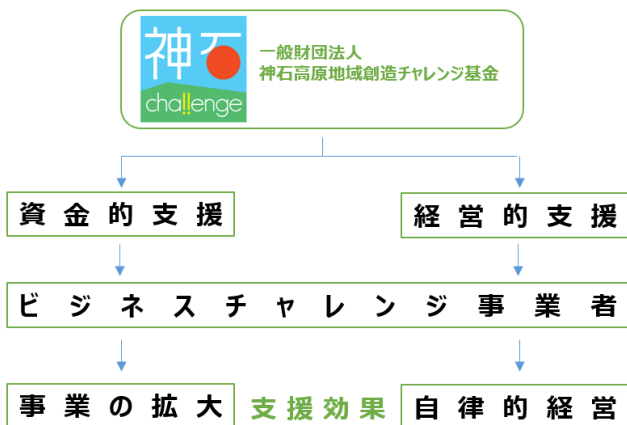 神石
challenge
一般財団法人
神石高原地域創造チャレンジ基金
資金的支援
経営的支援
ビジネスチャレンジ事業者
事業の拡大
支援効果
自律的経営